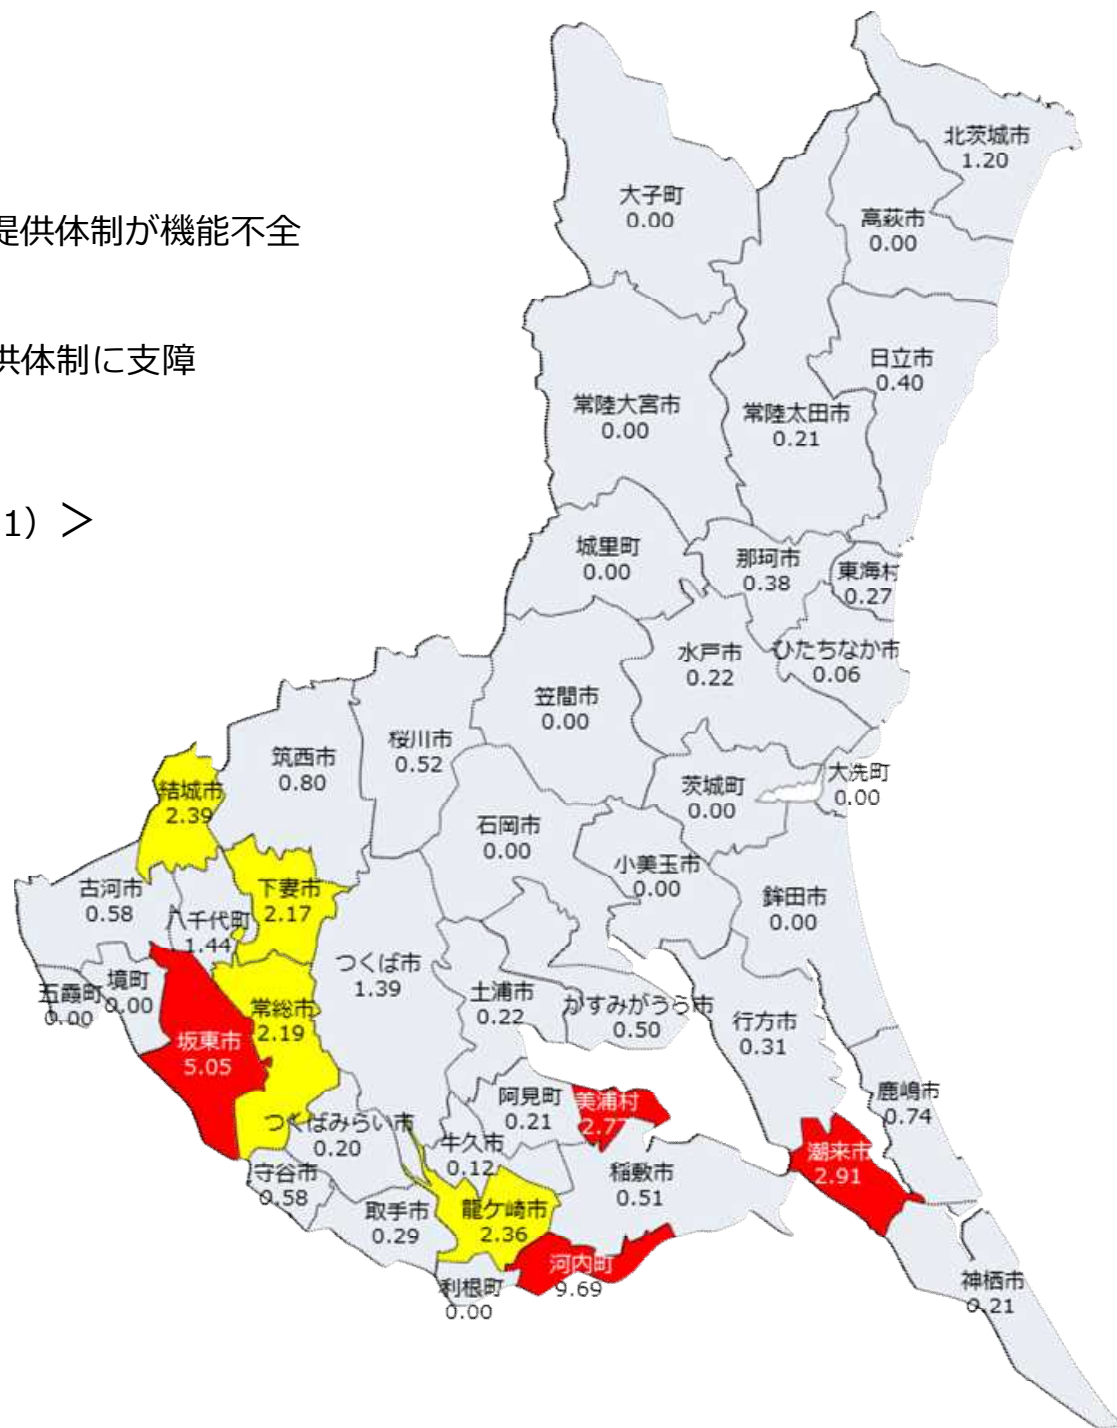 提供体制が機能不全
供体制に支障
1）＞
北茨城市
1.20
大子町
0.00
高萩市
0.00
日立市
0.40
常陸大宮市
0.00
常陸太田市
0.21
城里町
0.00
那珂市
0.38
東海村
0.27
水戸市
0.22
ひたちなか市
0.06
笠間市
0.00
桜川市
0.52
筑西市
0.80
結城市
2.39
茨城町
0.00
大洗町
0.00
石岡市
0.00
小美玉市
0.00
鉾田市
0.00
古河市
0.58
八千代町
1.44
下妻市
2.17
つくば市
1.39
五霞町
0.00
境町
0.00
坂東市
5.05
常総市
2.19
土浦市
0.22
かすみがうら市
0.50
行方市
0.31
鹿嶋市
0.74
阿見町
0.21
美浦村
2.77
つくばみらい市
0.20
牛久市
0.12
稲敷市
0.51
潮来市
2.91
守谷市
0.58
取手市
0.29
龍ケ崎市
2.36
河内町
9.69
利根町
0.00
神栖市
0.21